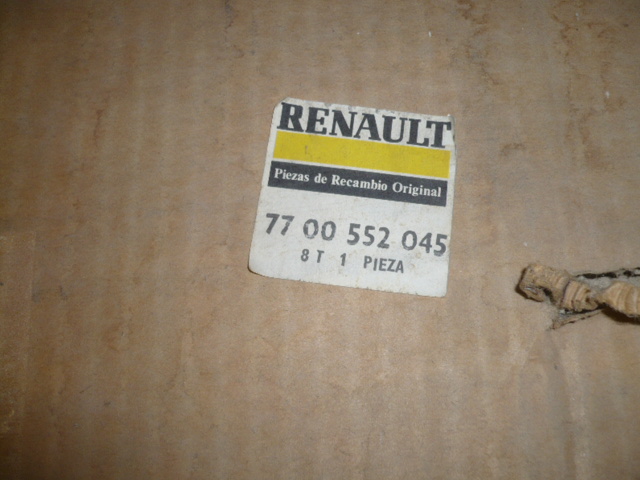 RENAULT
Piezas de Recambio Original
77 00 552 045
8 T 1 PIEZA